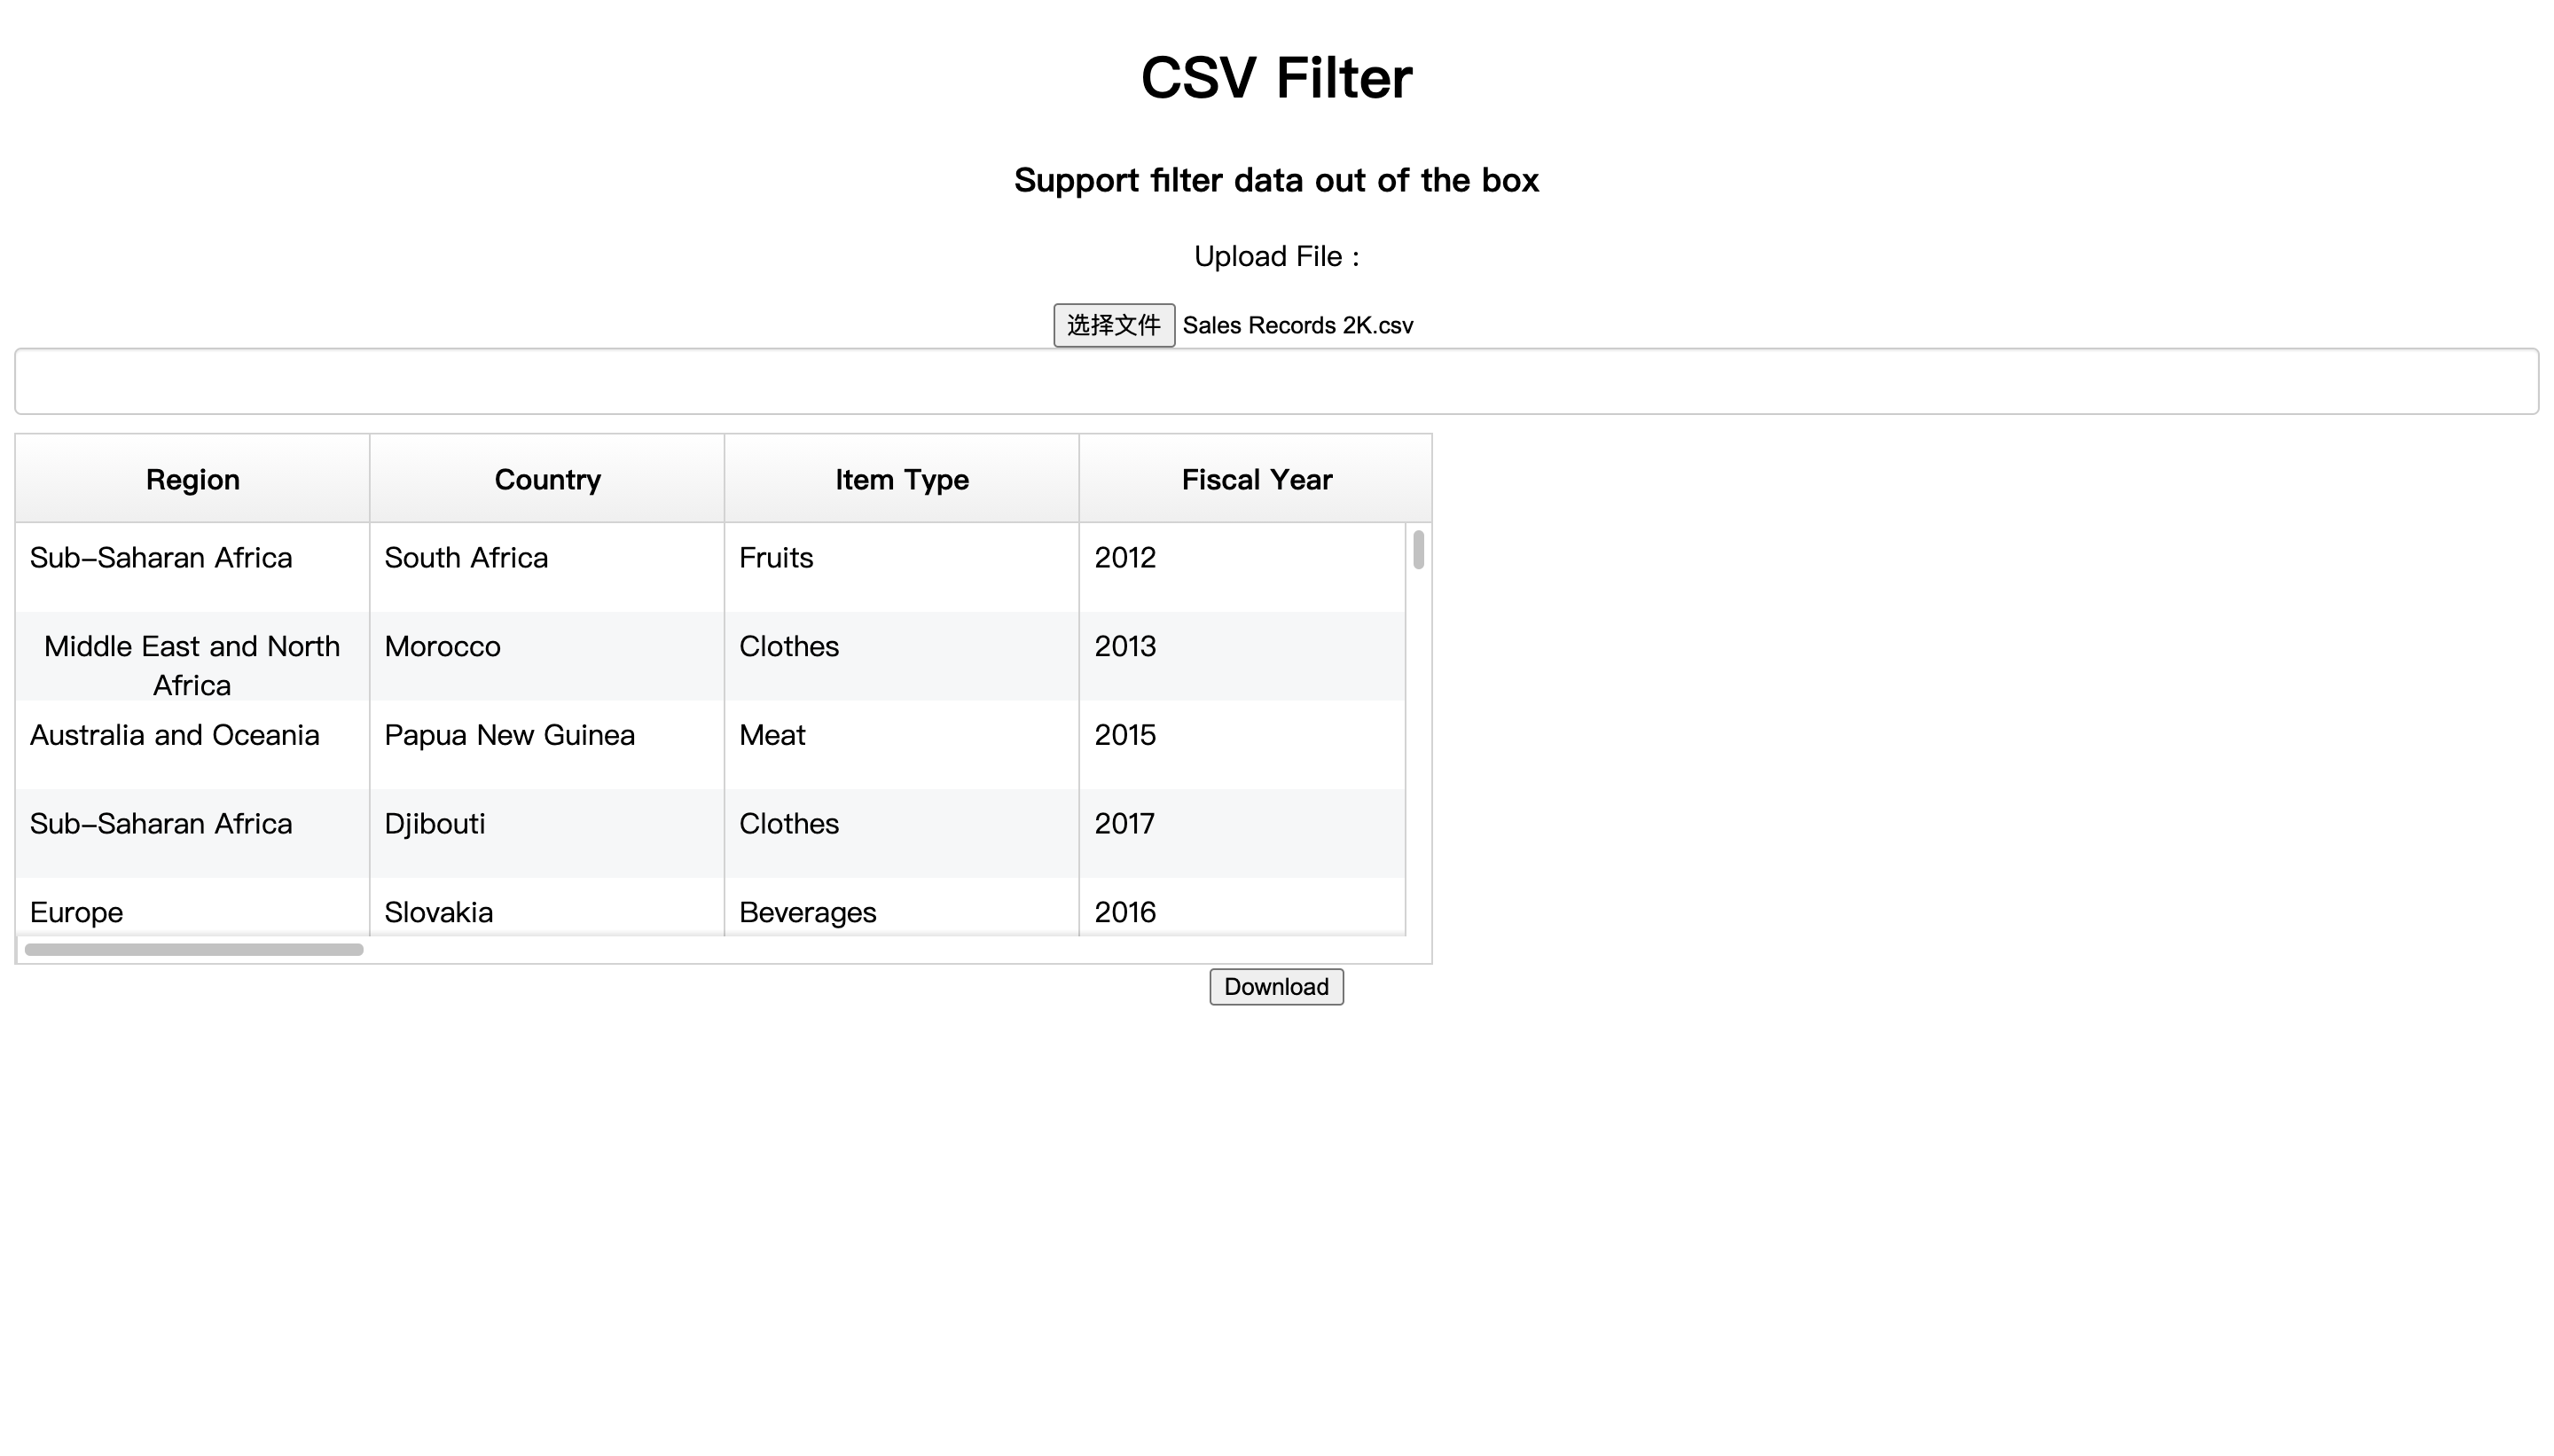 CSV Filter
Support filter data out of the box
Upload File :
选择文件 Sales Records 2K.csv
Region Country Item Type Fiscal Year
Sub-Saharan Africa South Africa Fruits 2012
Middle East and North Africa Morocco Clothes 2013
Australia and Oceania Papua New Guinea Meat 2015
Sub-Saharan Africa Djibouti Clothes 2017
Europe Slovakia Beverages 2016
Download